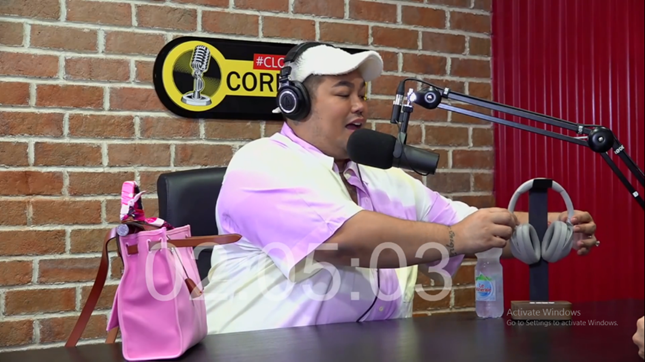 #CLO
CORE
02:05:03
Activate Windows
Go to Settings to activate Windows.